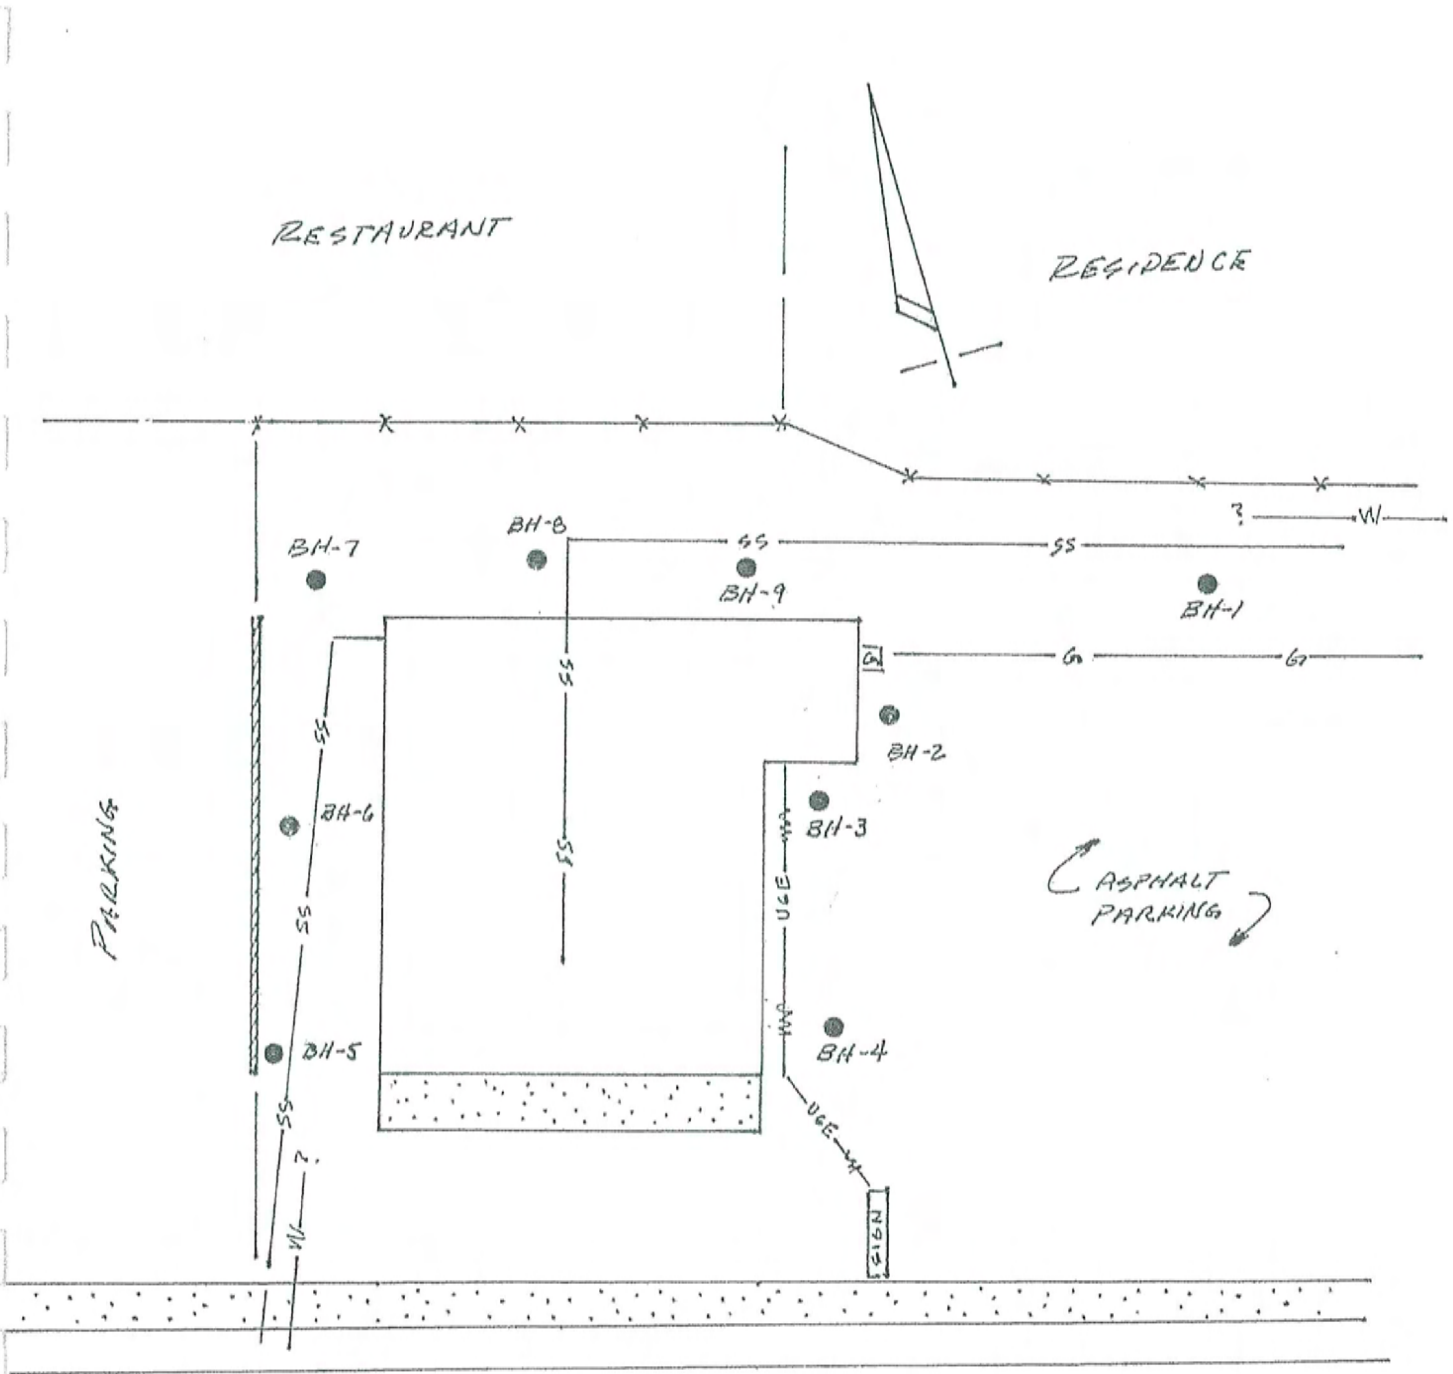 RESTAURANT
RESIDENCE
? W
BH-8
SS SS
BH-7
BH-9
BH-1
G G G
SS
SS
BH-2
BH-6
BH-3
PARKING
SS
UGE
ASPHALT
PARKING
SS
BH-5
BH-4
SS
UGE
?
W
SIGN